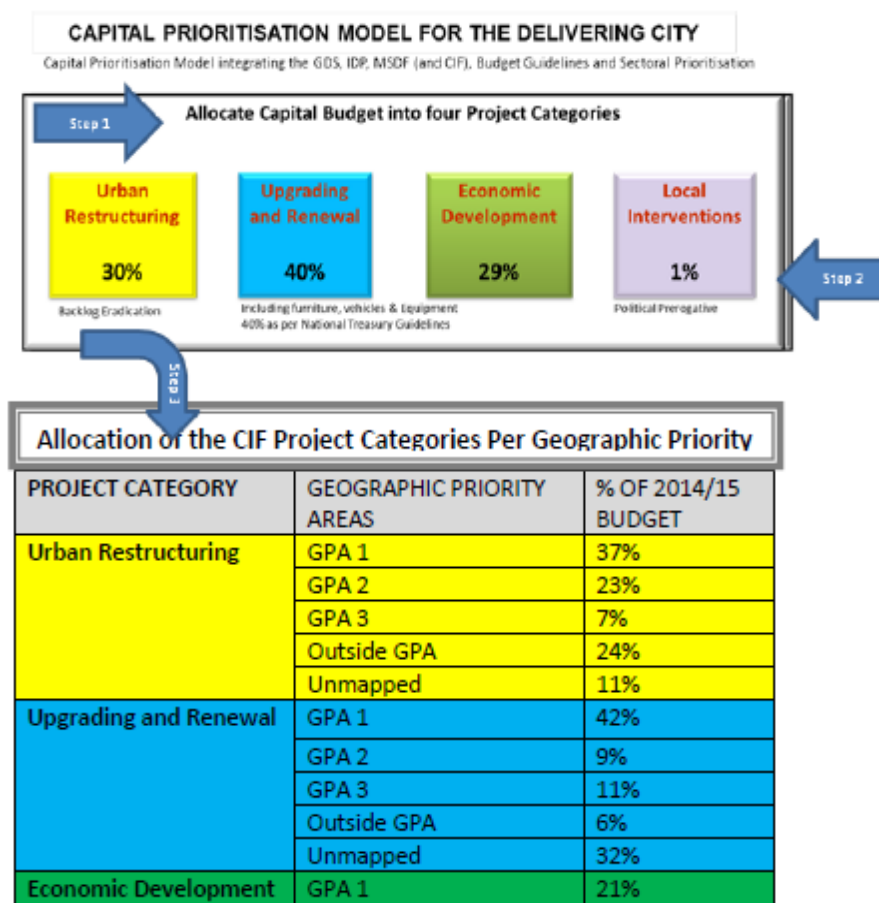 CAPITAL PRIORITISATION MODEL FOR THE DELIVERING CITY
Capital Prioritisation Model integrating the GDS, IDP, MSDF (and CIF), Budget Guidelines and Sectoral Prioritisation
Step 1
Allocate Capital Budget into four Project Categories
Urban Restructuring
30%
Backlog Eradication
Upgrading and Renewal
40%
Including furniture, vehicles & Equipment
40% as per National Treasury Guidelines
Economic Development
29%
Local Interventions
1%
Political Prerogative
Step 2
Step 3
Allocation of the CIF Project Categories Per Geographic Priority
PROJECT CATEGORY
GEOGRAPHIC PRIORITY AREAS
% OF 2014/15 BUDGET
Urban Restructuring
GPA 1 37%
GPA 2 23%
GPA 3 7%
Outside GPA 24%
Unmapped 11%
Upgrading and Renewal
GPA 1 42%
GPA 2 9%
GPA 3 11%
Outside GPA 6%
Unmapped 32%
Economic Development GPA 1 21%